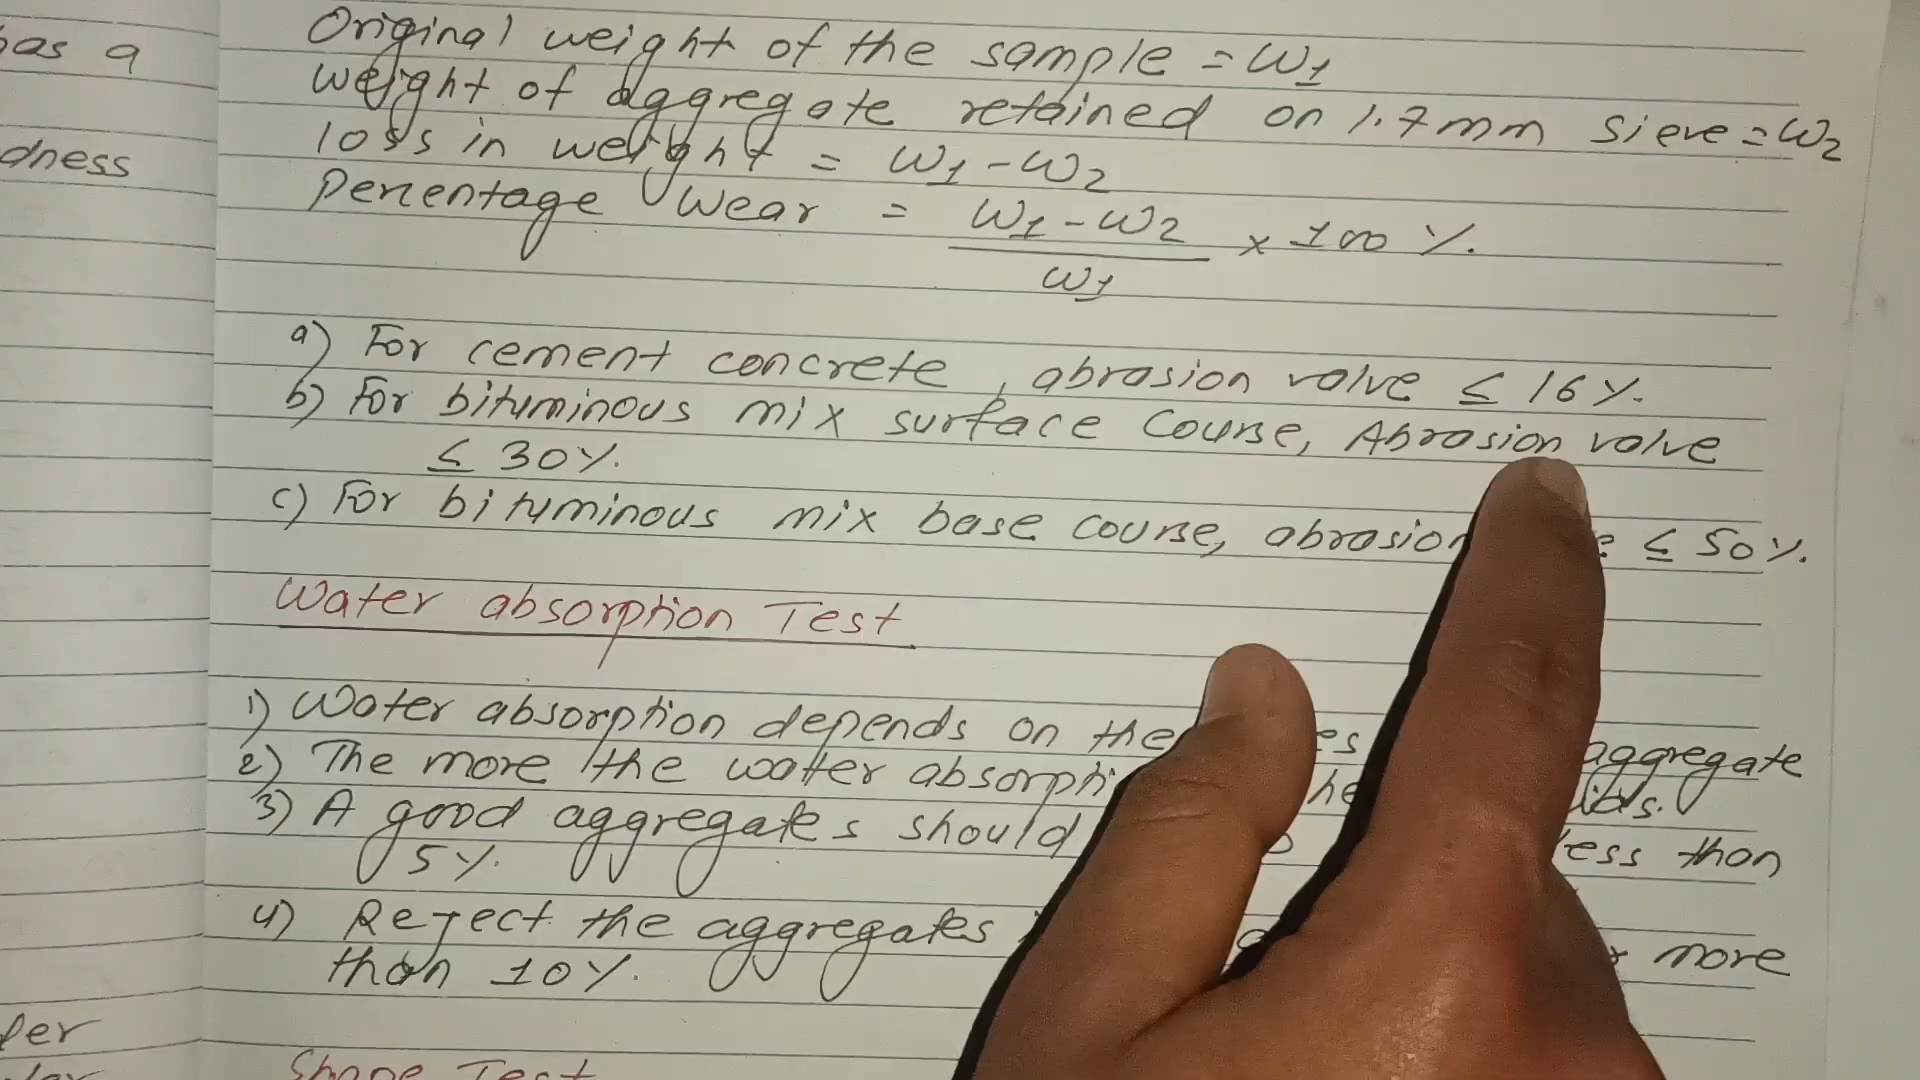 has a
dness
fer
Original weight of the sample = W1
weight of aggregate retained on 1.7mm sieve = W2
loss in weight = W1 - W2
Percentage wear = W1 - W2 / W1 x 100 %.
a) For cement concrete, abrasion valve ≤ 16%.
b) For bituminous mix surface course, Abrasion valve
≤ 30%.
c) For bituminous mix base course, abrasion ≤ 50%.
Water absorption Test
1) Water absorption depends on the aggregate
2) The more the water
3) A good aggregates should less than
5%.
4) Reject the aggregates more
than 10%.
Shape Test